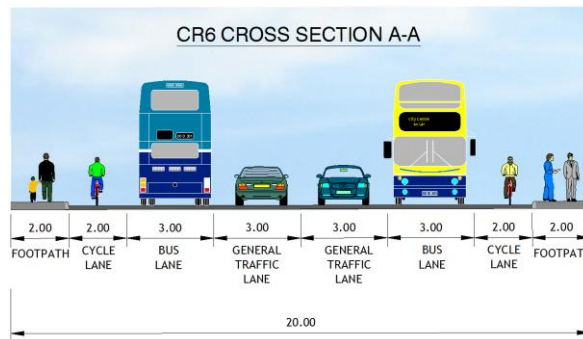 CR6 CROSS SECTION A-A
2.00 2.00 3.00 3.00 3.00 3.00 2.00 2.00
FOOTPATH CYCLE LANE BUS LANE GENERAL TRAFFIC LANE GENERAL TRAFFIC LANE BUS LANE CYCLE LANE FOOTPAT
20.00